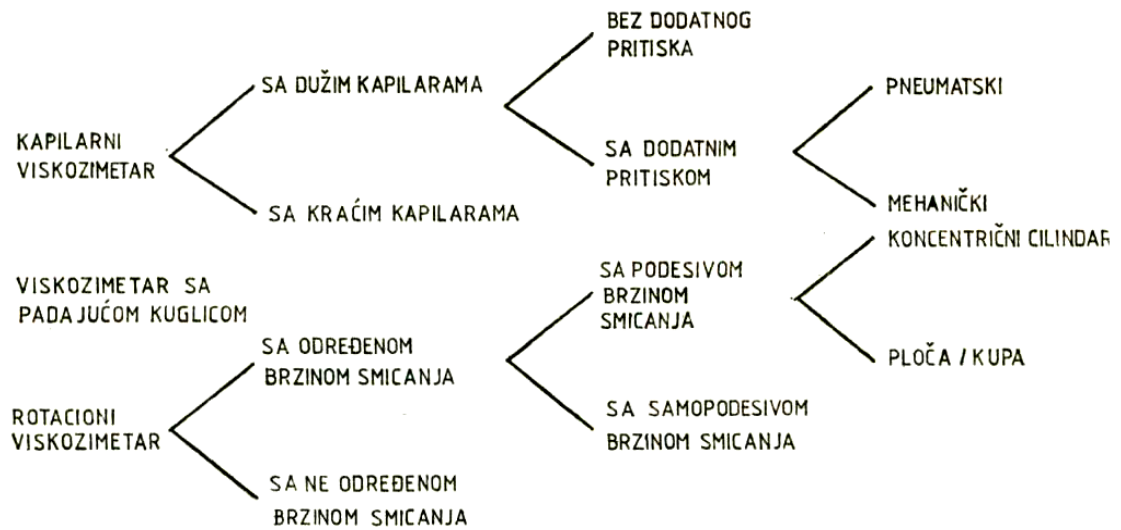 BEZ DODATNOG
PRITISKA
SA DUŽIM KAPILARAMA
PNEUMATSKI
KAPILARNI
VISKOZIMETAR
SA DODATNIM
PRITISKOM
SA KRAĆIM KAPILARAMA
MEHANIČKI
KONCENTRIČNI CILINDAR
VISKOZIMETAR SA
PADAJUĆOM KUGLICOM
SA PODESIVOM
BRZINOM
SMICANJA
SA ODREĐENOM
BRZINOM SMICANJA
PLOČA / KUPA
ROTACIONI
VISKOZIMETAR
SA SAMOPODESIVOM
BRZINOM SMICANJA
SA NE ODREĐENOM
BRZINOM SMICANJA